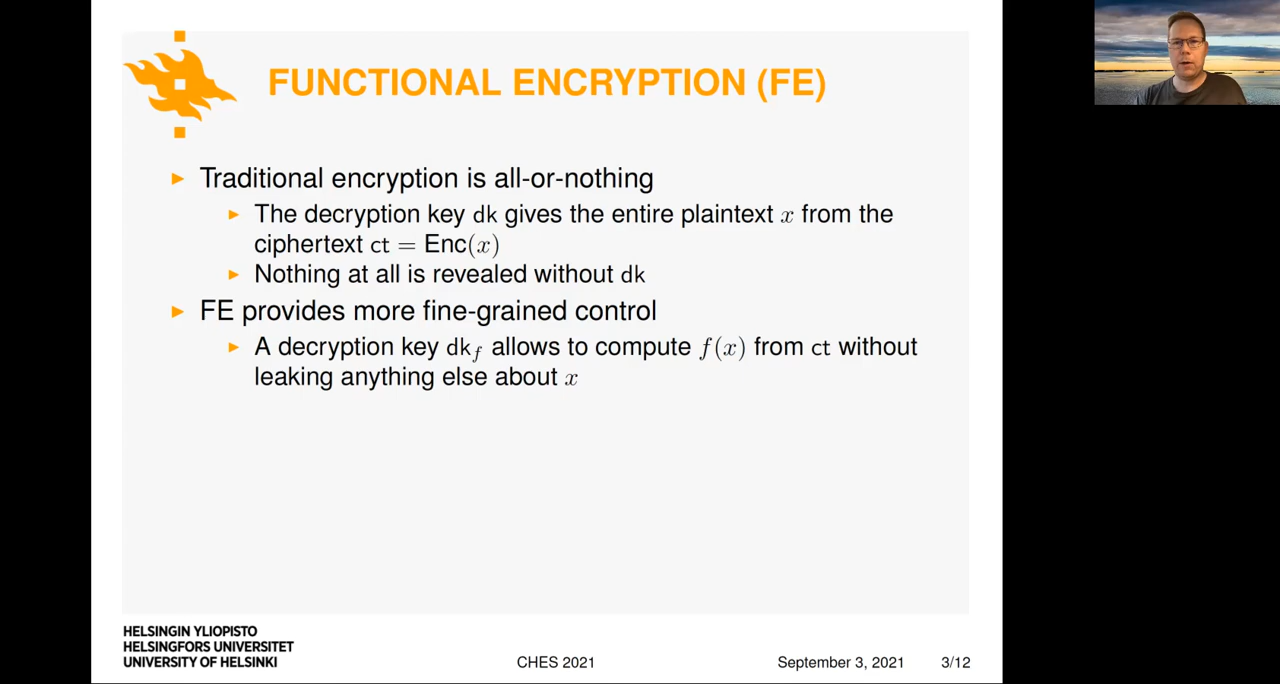 FUNCTIONAL ENCRYPTION (FE)
Traditional encryption is all-or-nothing
The decryption key dk gives the entire plaintext x from the
ciphertext ct = Enc(x)
Nothing at all is revealed without dk
FE provides more fine-grained control
A decryption key dk_f allows to compute f(x) from ct without
leaking anything else about x
HELSINGIN YLIOPISTO
HELSINGFORS UNIVERSITET
UNIVERSITY OF HELSINKI
CHES 2021
September 3, 2021
3/12